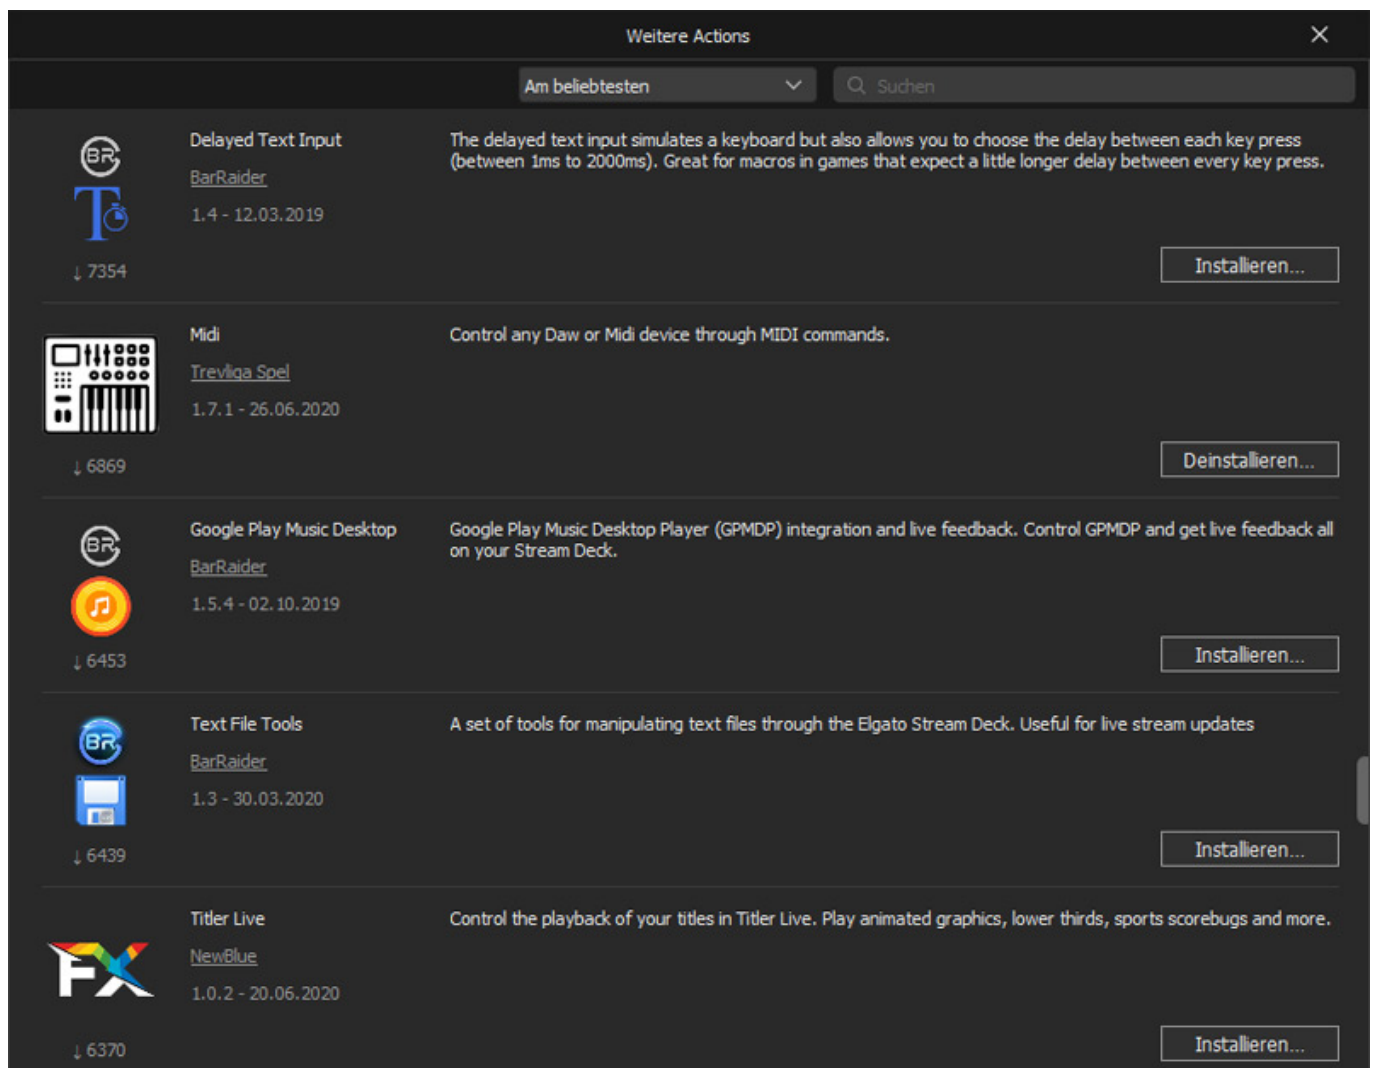 Weitere Actions
Am beliebtesten
Suchen
BR
Delayed Text Input
The delayed text input simulates a keyboard but also allows you to choose the delay between each key press
(between 1ms to 2000ms). Great for macros in games that expect a little longer delay between every key press.
BarRaider
T
1.4 - 12.03.2019
↓ 7354
Installieren...
Midi
Control any Daw or Midi device through MIDI commands.
Trevliga Spel
1.7.1 - 26.06.2020
↓ 6869
Deinstallieren...
BR
Google Play Music Desktop
Google Play Music Desktop Player (GPMDP) integration and live feedback. Control GPMDP and get live feedback all
on your Stream Deck.
BarRaider
1.5.4 - 02.10.2019
↓ 6453
Installieren...
BR
Text File Tools
A set of tools for manipulating text files through the Elgato Stream Deck. Useful for live stream updates
BarRaider
1.3 - 30.03.2020
↓ 6439
Installieren...
Titler Live
Control the playback of your titles in Titler Live. Play animated graphics, lower thirds, sports scorebugs and more.
FX
NewBlue
1.0.2 - 20.06.2020
↓ 6370
Installieren...